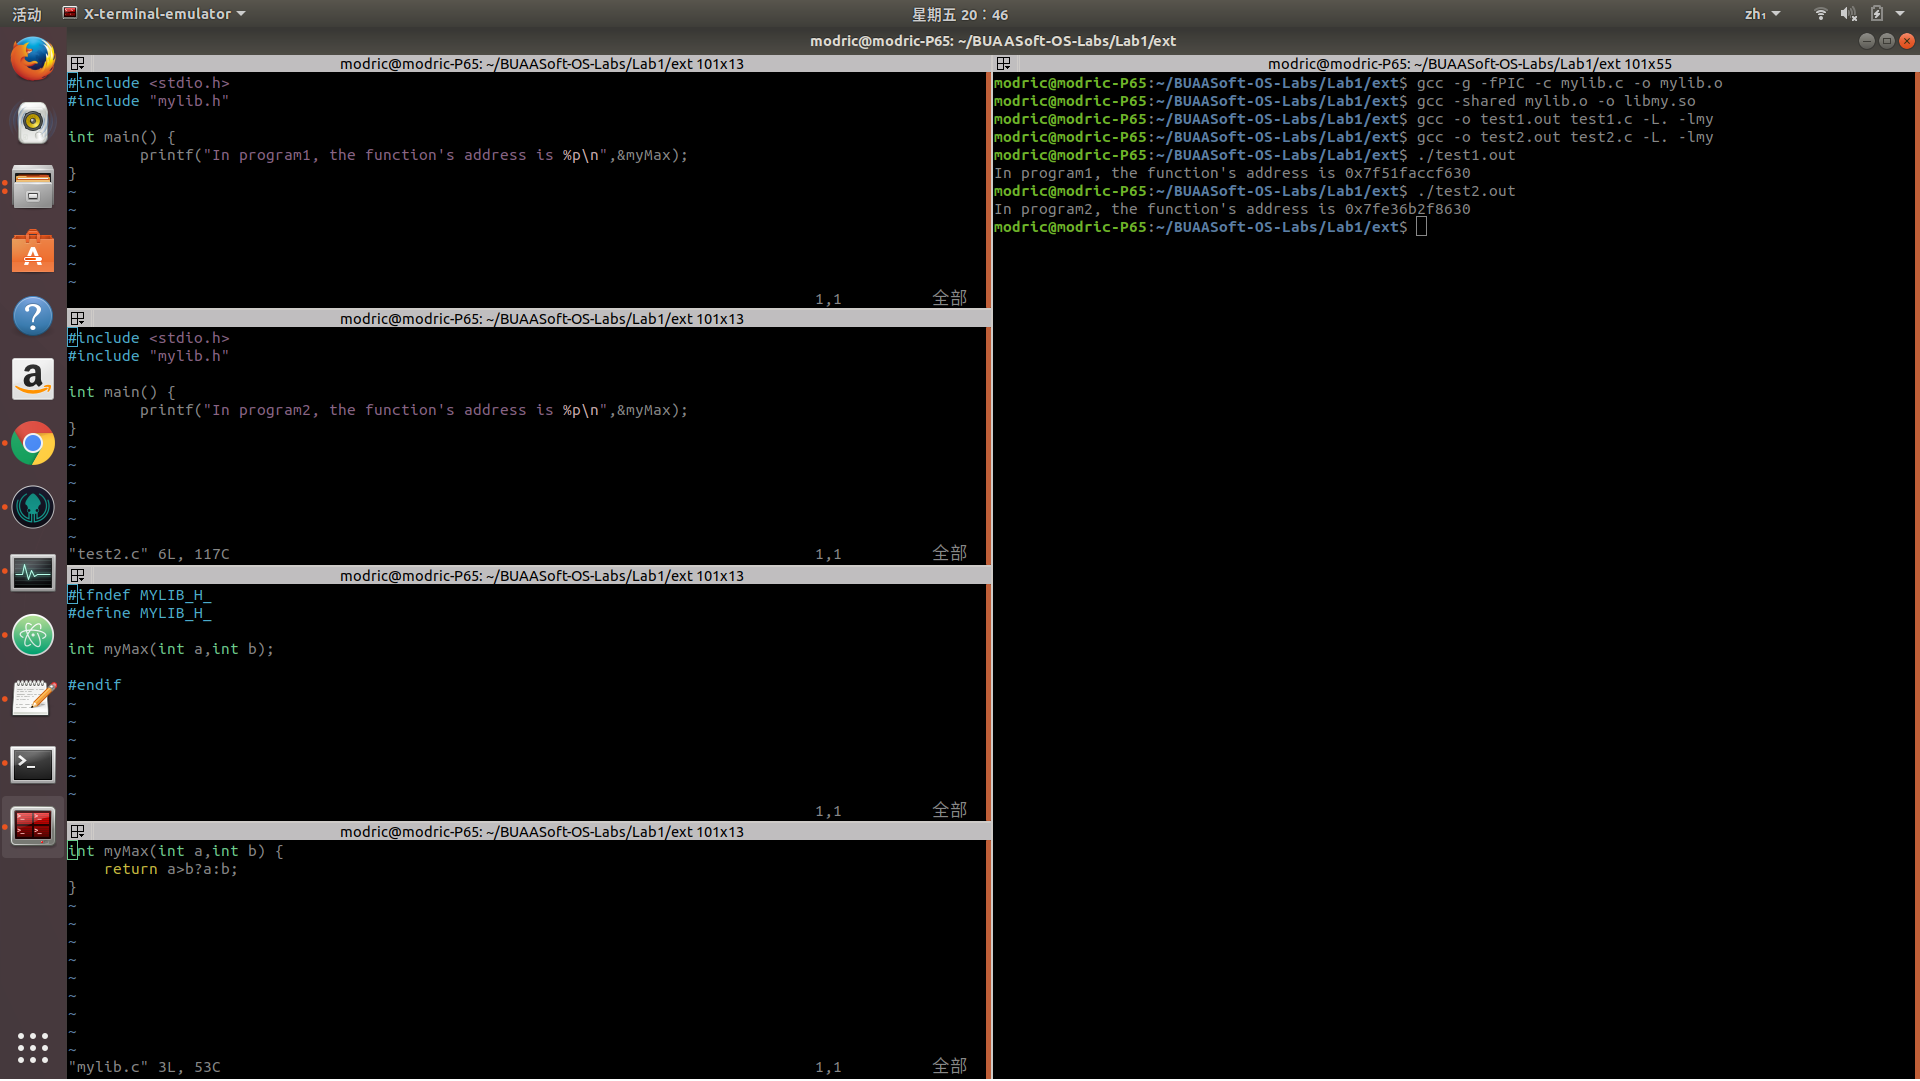 活动
X-terminal-emulator
星期五 20：46
zh₁
modric@modric-P65: ~/BUAASoft-OS-Labs/Lab1/ext
modric@modric-P65: ~/BUAASoft-OS-Labs/Lab1/ext 101x13
#include <stdio.h>
#include "mylib.h"
int main() {
printf("In program1, the function's address is %p\n",&myMax);
}
~
~
~
~
~
~
1,1 全部
modric@modric-P65: ~/BUAASoft-OS-Labs/Lab1/ext 101x13
#include <stdio.h>
#include "mylib.h"
int main() {
printf("In program2, the function's address is %p\n",&myMax);
}
~
~
~
~
~
~
"test2.c" 6L, 117C 1,1 全部
modric@modric-P65: ~/BUAASoft-OS-Labs/Lab1/ext 101x13
#ifndef MYLIB_H_
#define MYLIB_H_
int myMax(int a,int b);
#endif
~
~
~
~
~
~
1,1 全部
modric@modric-P65: ~/BUAASoft-OS-Labs/Lab1/ext 101x13
int myMax(int a,int b) {
return a>b?a:b;
}
~
~
~
~
~
~
~
~
~
"mylib.c" 3L, 53C 1,1 全部
modric@modric-P65: ~/BUAASoft-OS-Labs/Lab1/ext 101x55
modric@modric-P65:~/BUAASoft-OS-Labs/Lab1/ext$ gcc -g -fPIC -c mylib.c -o mylib.o
modric@modric-P65:~/BUAASoft-OS-Labs/Lab1/ext$ gcc -shared mylib.o -o libmy.so
modric@modric-P65:~/BUAASoft-OS-Labs/Lab1/ext$ gcc -o test1.out test1.c -L. -lmy
modric@modric-P65:~/BUAASoft-OS-Labs/Lab1/ext$ gcc -o test2.out test2.c -L. -lmy
modric@modric-P65:~/BUAASoft-OS-Labs/Lab1/ext$ ./test1.out
In program1, the function's address is 0x7f51faccf630
modric@modric-P65:~/BUAASoft-OS-Labs/Lab1/ext$ ./test2.out
In program2, the function's address is 0x7fe36b2f8630
modric@modric-P65:~/BUAASoft-OS-Labs/Lab1/ext$